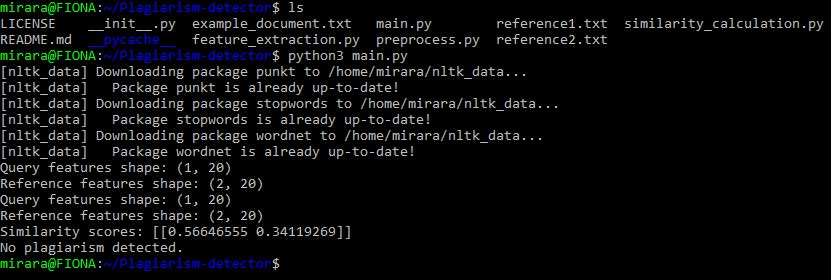 mirara@FIONA:~/Plagiarism-detector$ ls
LICENSE    __init__.py  example_document.txt  main.py        reference1.txt  similarity_calculation.py
README.md  __pycache__  feature_extraction.py  preprocess.py  reference2.txt
mirara@FIONA:~/Plagiarism-detector$ python3 main.py
[nltk_data] Downloading package punkt to /home/mirara/nltk_data...
[nltk_data]   Package punkt is already up-to-date!
[nltk_data] Downloading package stopwords to /home/mirara/nltk_data...
[nltk_data]   Package stopwords is already up-to-date!
[nltk_data] Downloading package wordnet to /home/mirara/nltk_data...
[nltk_data]   Package wordnet is already up-to-date!
Query features shape: (1, 20)
Reference features shape: (2, 20)
Query features shape: (1, 20)
Reference features shape: (2, 20)
Similarity scores: [[0.56646555 0.34119269]]
No plagiarism detected.
mirara@FIONA:~/Plagiarism-detector$